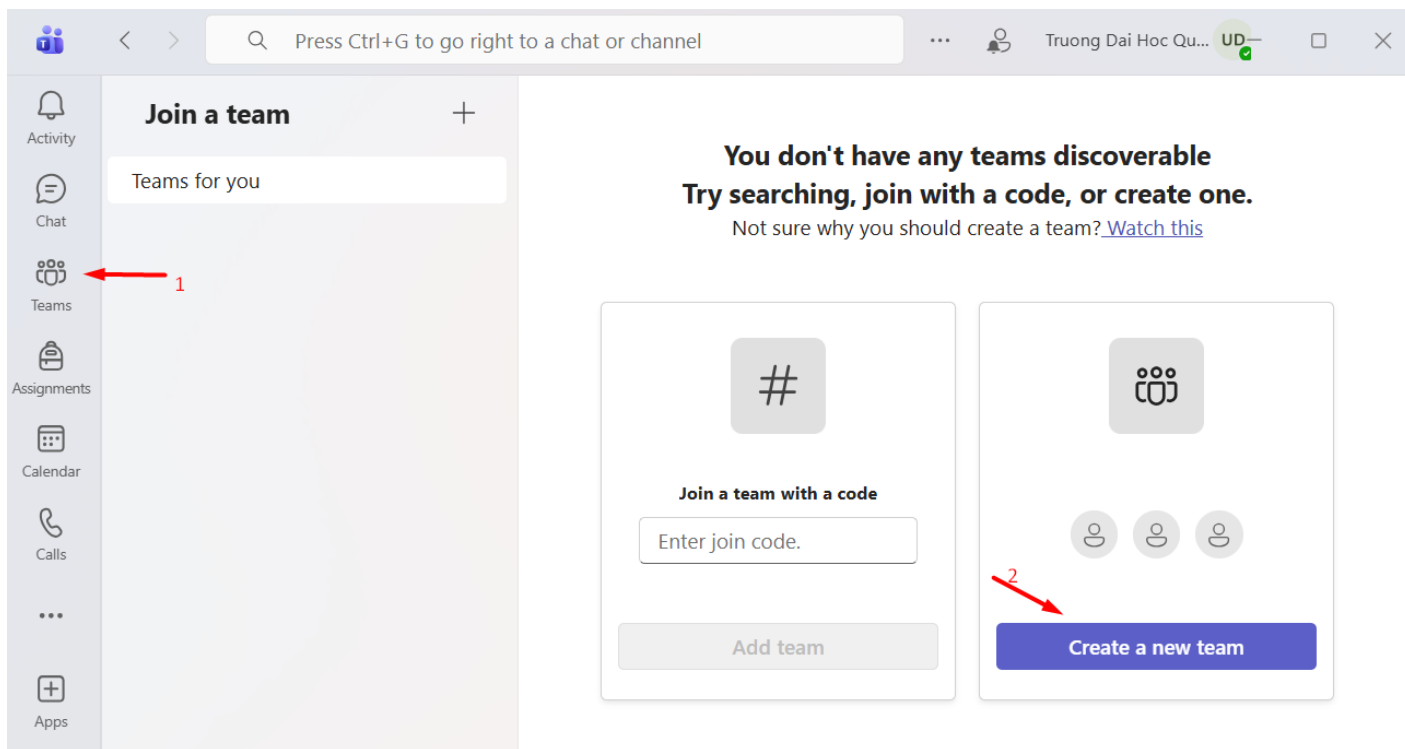 Press Ctrl+G to go right to a chat or channel
Truong Dai Hoc Qu... UD
Activity
Chat
Teams
Assignments
Calendar
Calls
Apps
Join a team
Teams for you
1
You don't have any teams discoverable
Try searching, join with a code, or create one.
Not sure why you should create a team? Watch this
#
Join a team with a code
Enter join code.
Add team
2
Create a new team